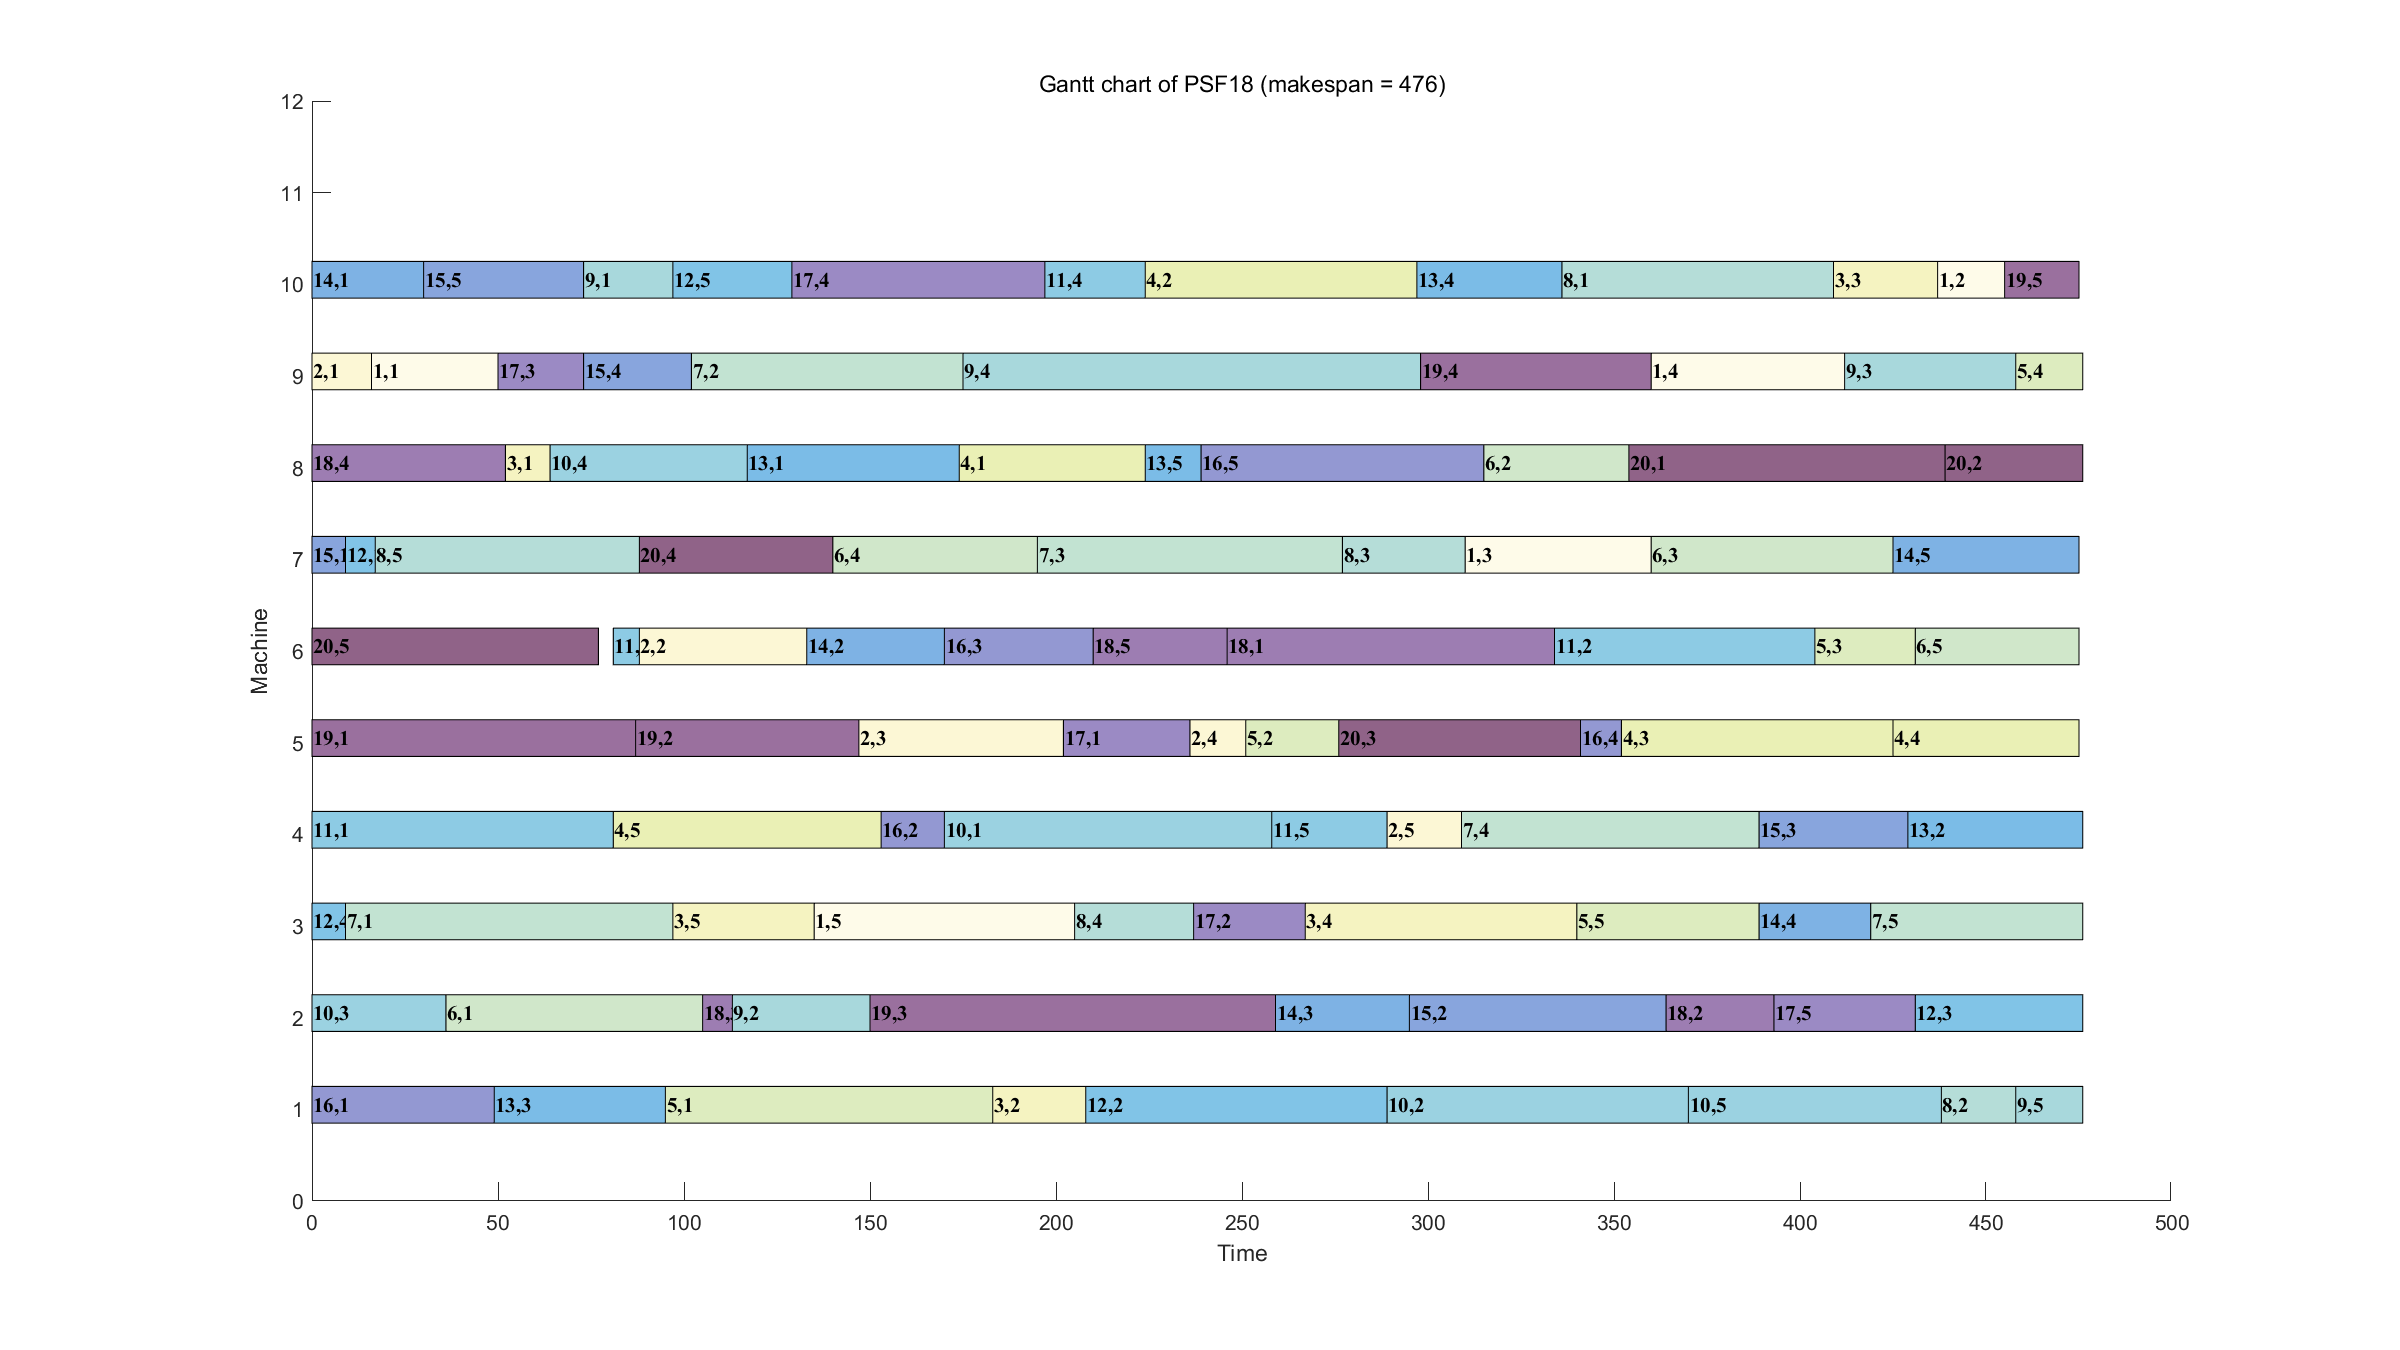 Gantt chart of PSF18 (makespan = 476)
12
11
10 14,1 15,5 9,1 12,5 17,4 11,4 4,2 13,4 8,1 3,3 1,2 19,5
9 2,1 1,1 17,3 15,4 7,2 9,4 19,4 1,4 9,3 5,4
8 18,4 3,1 10,4 13,1 4,1 13,5 16,5 6,2 20,1 20,2
7 15,1 12, 8,5 20,4 6,4 7,3 8,3 1,3 6,3 14,5
6 20,5 11, 2,2 14,2 16,3 18,5 18,1 11,2 5,3 6,5
5 19,1 19,2 2,3 17,1 2,4 5,2 20,3 16,4 4,3 4,4
4 11,1 4,5 16,2 10,1 11,5 2,5 7,4 15,3 13,2
3 12,4 7,1 3,5 1,5 8,4 17,2 3,4 5,5 14,4 7,5
2 10,3 6,1 18, 9,2 19,3 14,3 15,2 18,2 17,5 12,3
1 16,1 13,3 5,1 3,2 12,2 10,2 10,5 8,2 9,5
0
Machine
0 50 100 150 200 250 300 350 400 450 500
Time